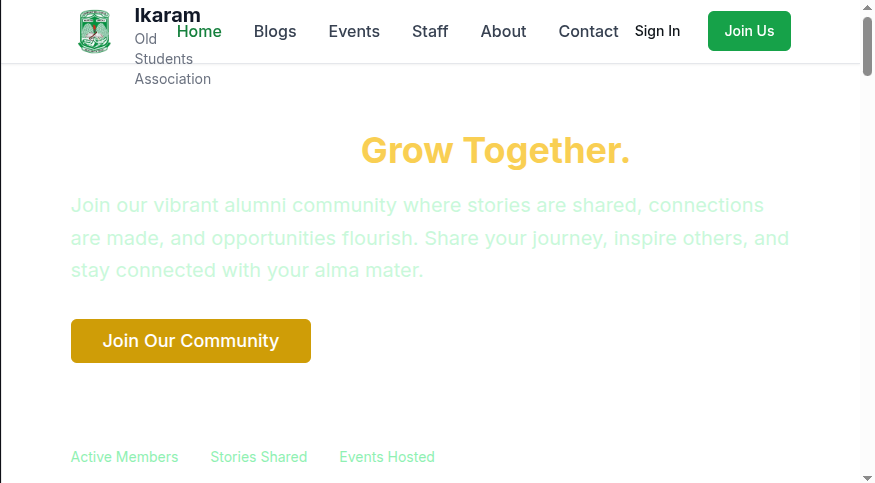 Ikaram
Old
Students
Association
Home Blogs Events Staff About Contact Sign In Join Us
Grow Together.
Join our vibrant alumni community where stories are shared, connections
are made, and opportunities flourish. Share your journey, inspire others, and
stay connected with your alma mater.
Join Our Community
Active Members Stories Shared Events Hosted